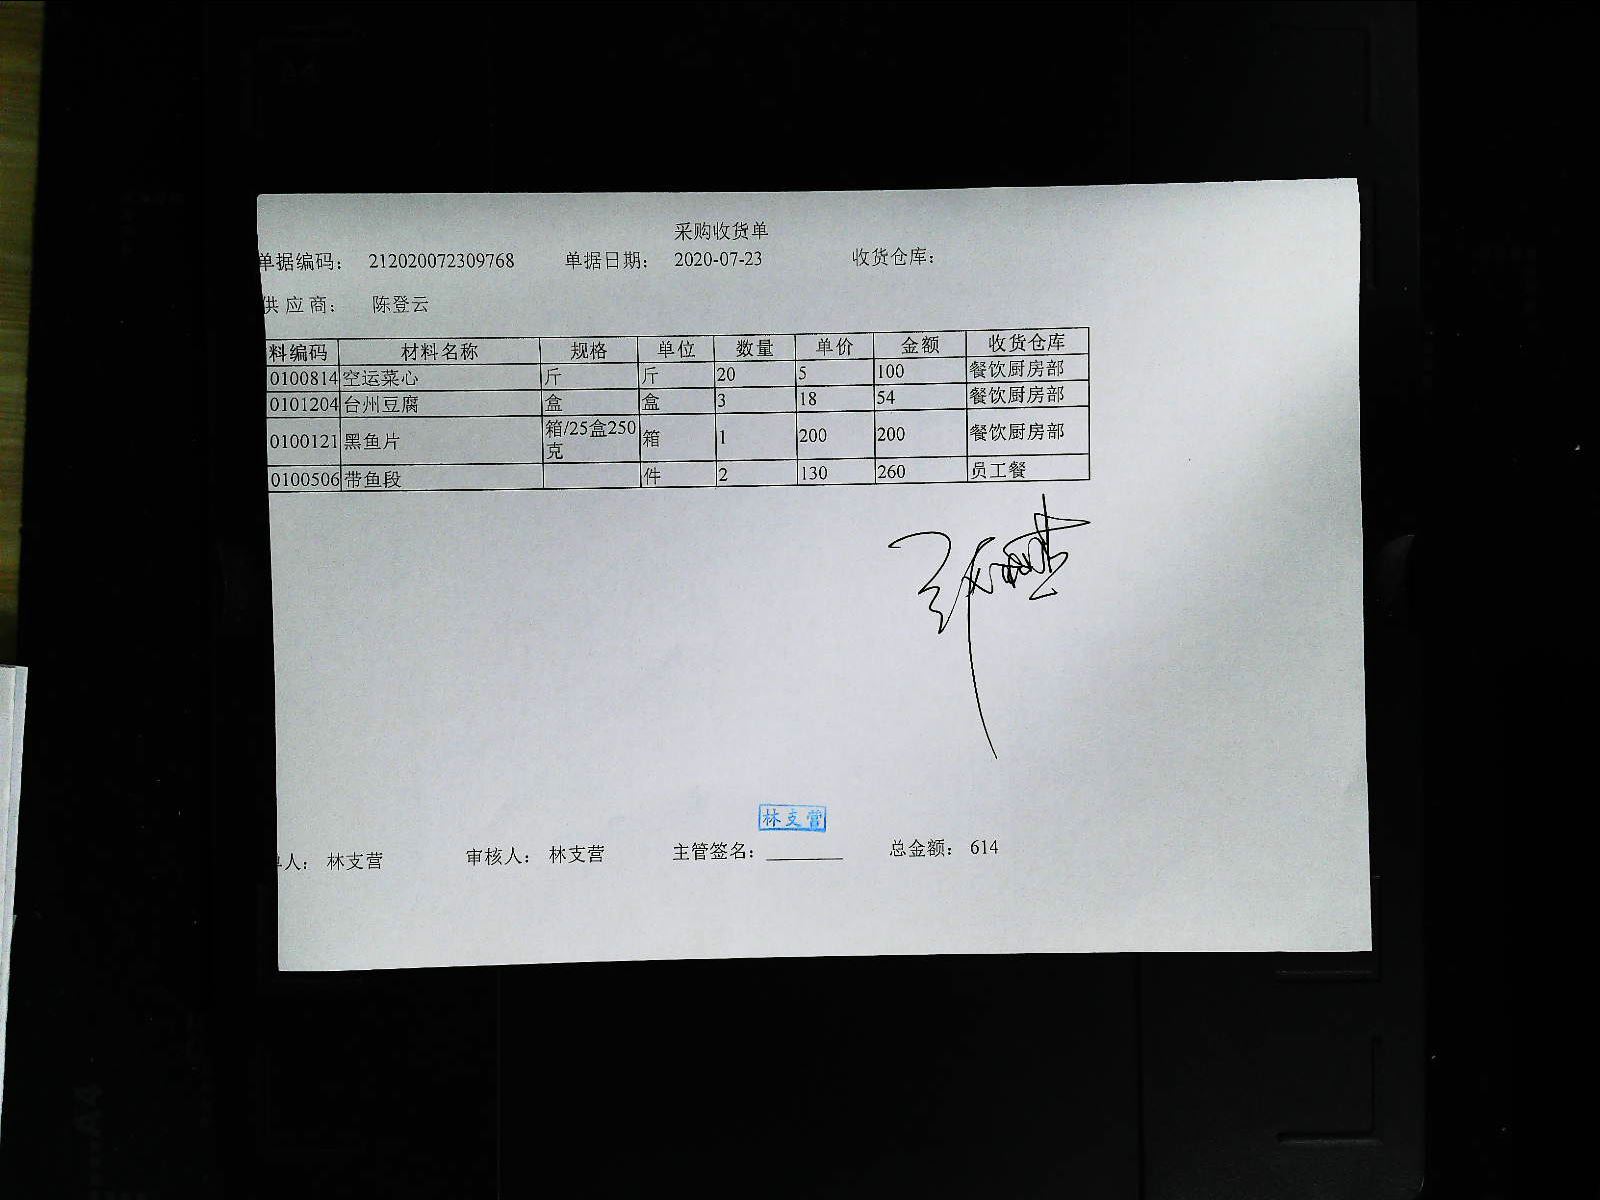 采购收货单
单据编码： 212020072309768 单据日期： 2020-07-23 收货仓库：
供应商： 陈登云
料编码 材料名称 规格 单位 数量 单价 金额 收货仓库
0100814 空运菜心 斤 斤 20 5 100 餐饮厨房部
0101204 台州豆腐 盒 盒 3 18 54 餐饮厨房部
0100121 黑鱼片 箱/25盒250克 箱 1 200 200 餐饮厨房部
0100506 带鱼段 件 2 130 260 员工餐
林支营
人： 林支营 审核人： 林支营 主管签名： 总金额： 614